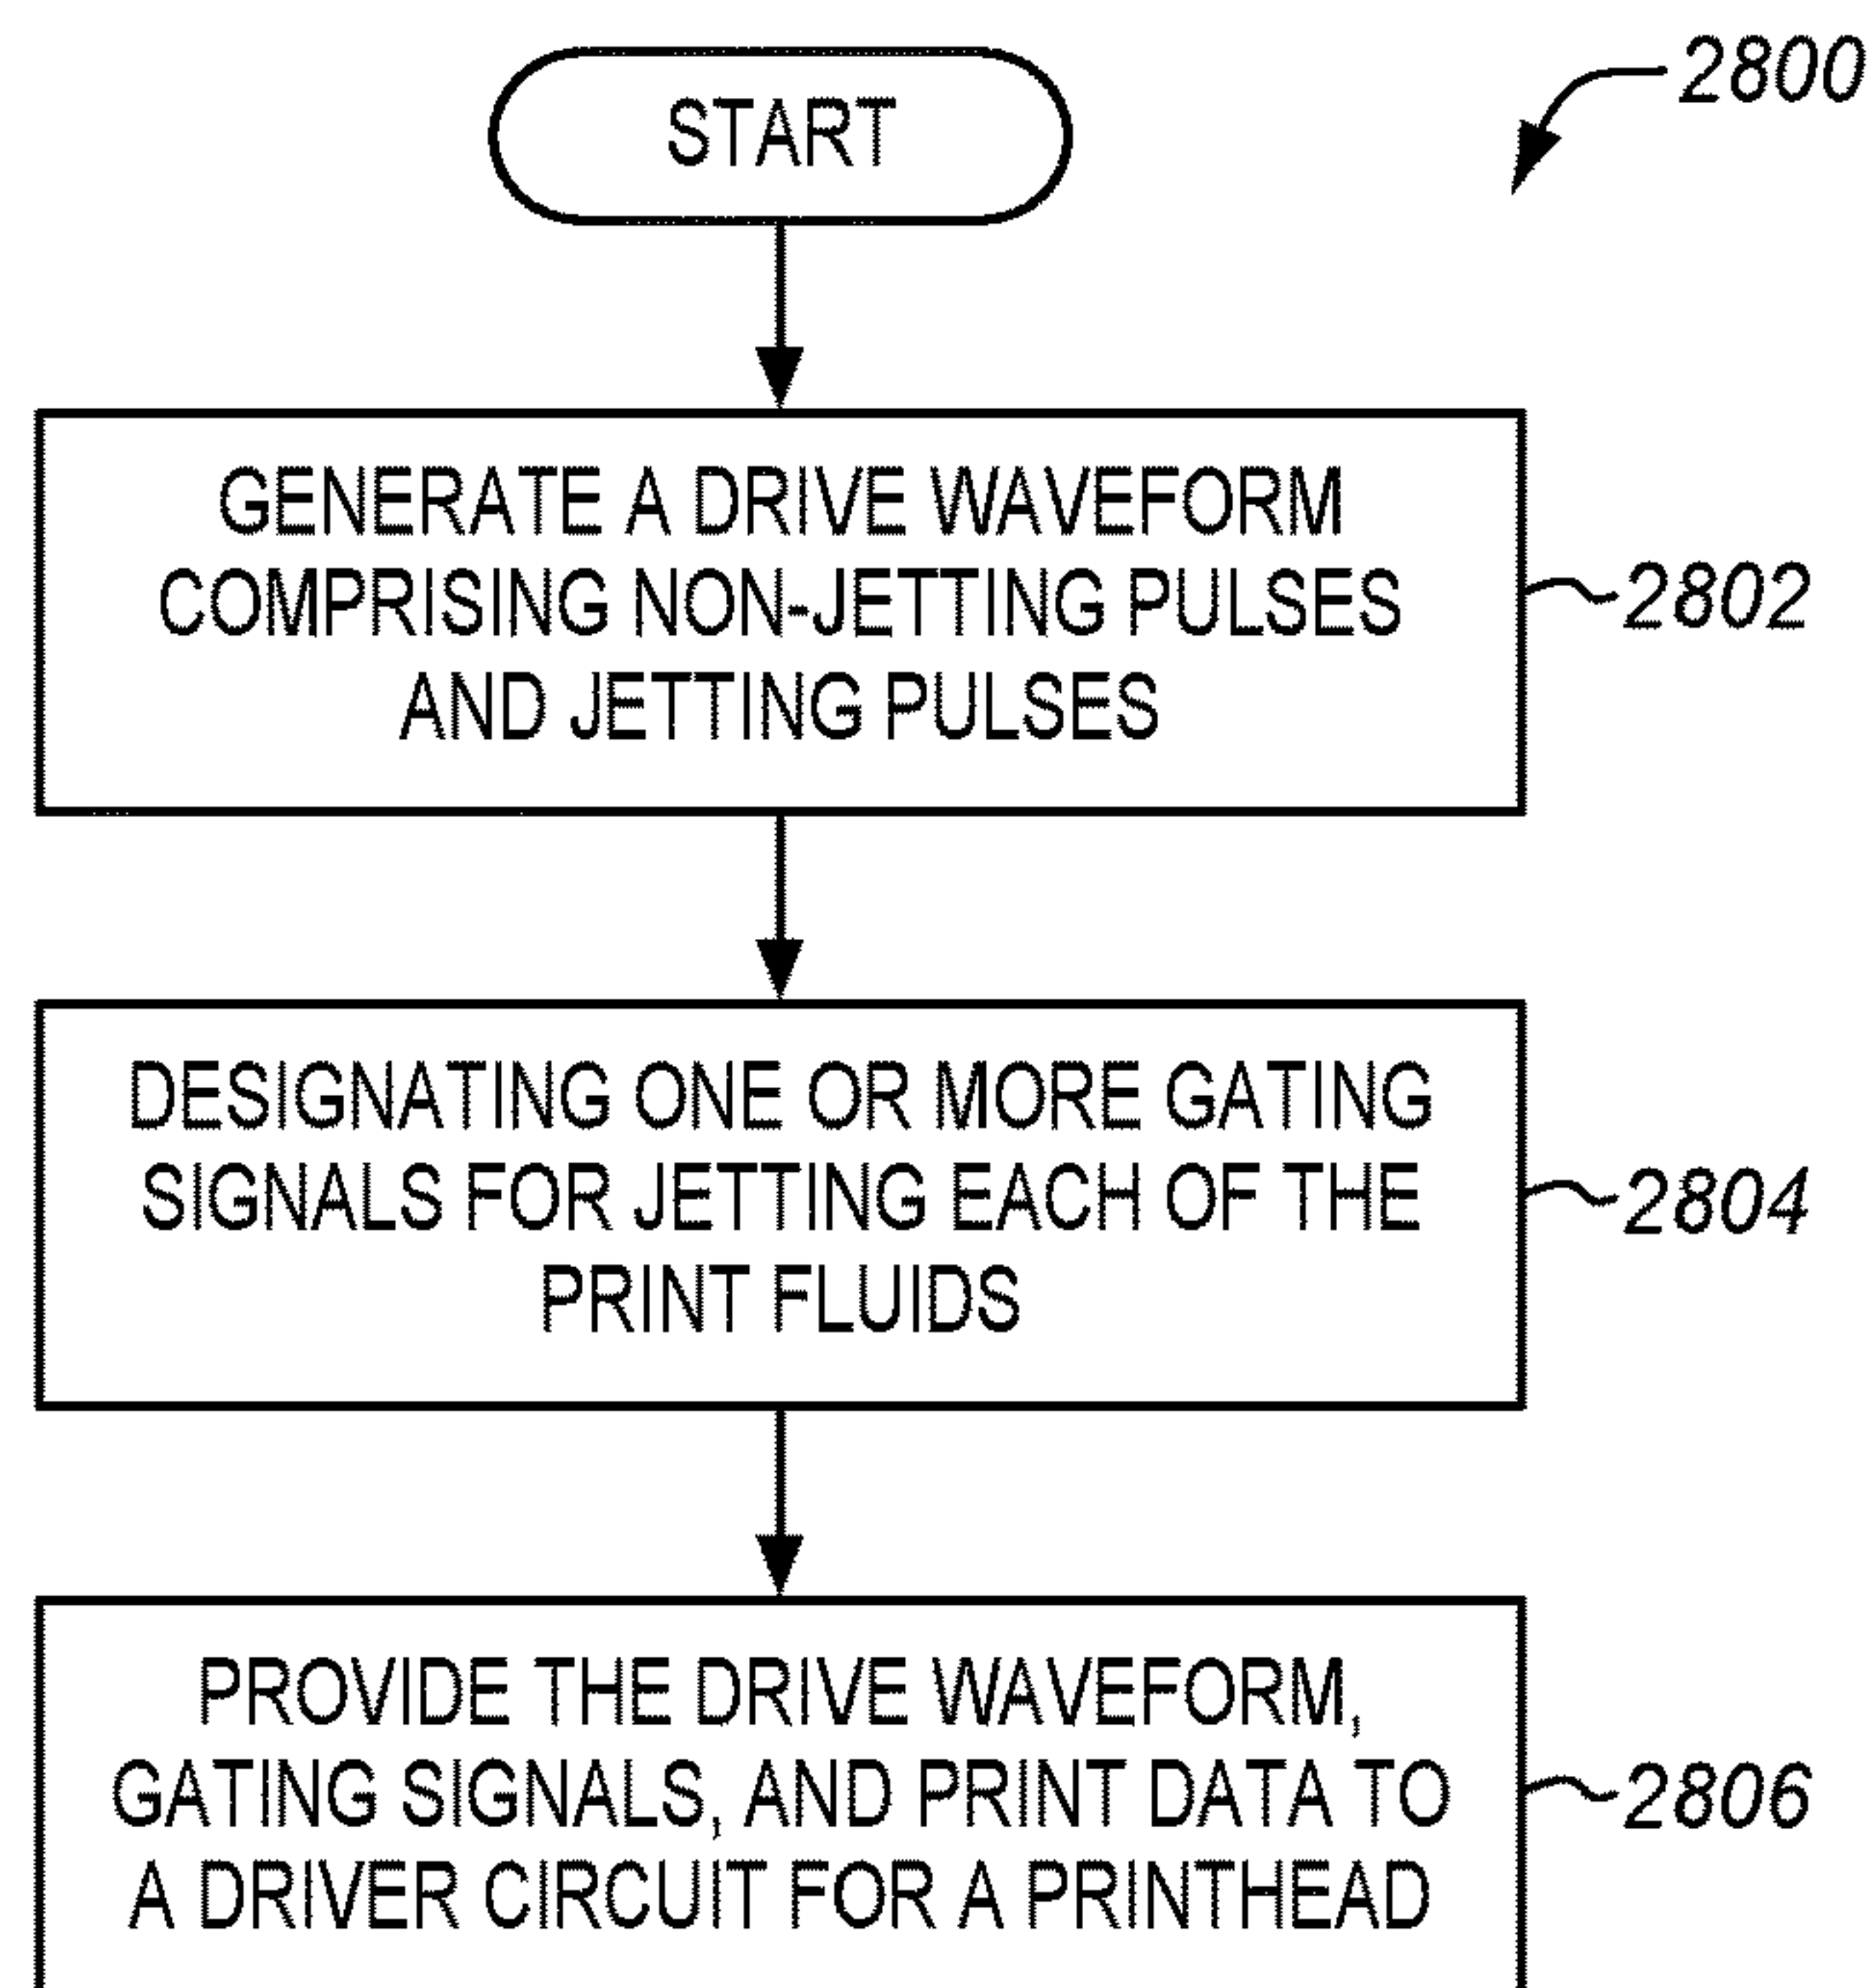 2800
START
GENERATE A DRIVE WAVEFORM
COMPRISING NON-JETTING PULSES
AND JETTING PULSES
2802
DESIGNATING ONE OR MORE GATING
SIGNALS FOR JETTING EACH OF THE
PRINT FLUIDS
2804
PROVIDE THE DRIVE WAVEFORM,
GATING SIGNALS, AND PRINT DATA TO
A DRIVER CIRCUIT FOR A PRINTHEAD
2806